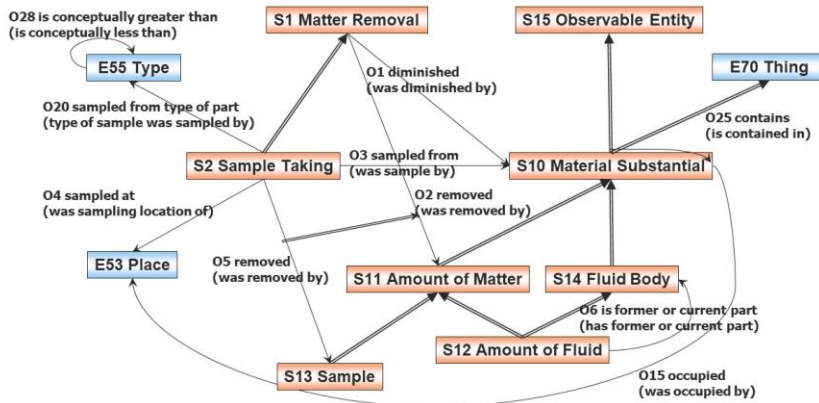 O28 is conceptually greater than
(is conceptually less than)
S1 Matter Removal
S15 Observable Entity
E55 Type
E70 Thing
O1 diminished
(was diminished by)
O20 sampled from type of part
(type of sample was sampled by)
O25 contains
(is contained in)
S2 Sample Taking
O3 sampled from
(was sample by)
S10 Material Substantial
O4 sampled at
(was sampling location of)
O2 removed
(was removed by)
E53 Place
O5 removed
(was removed by)
S11 Amount of Matter
S14 Fluid Body
O6 is former or current part
(has former or current part)
S12 Amount of Fluid
S13 Sample
O15 occupied
(was occupied by)